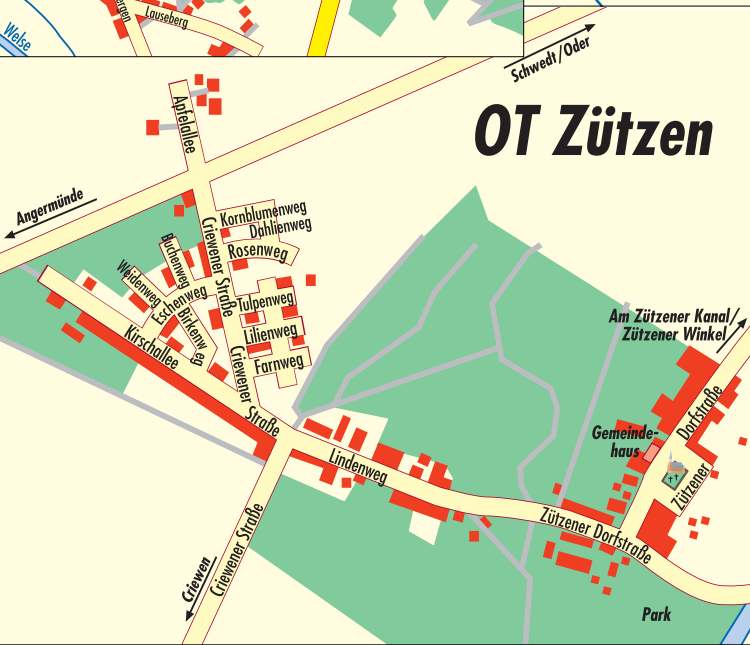 Welse
ergen
Lauseberg
Schwedt/Oder
OT Zützen
Apfelallee
Angermünde
Kornblumenweg
Dahlienweg
Rosenweg
Criewener Straße
Buchenweg
Weidenweg
Eschenweg
Birkenweg
Tulpenweg
Lilienweg
Farnweg
Kirschallee
Criewener
Straße
Am Zützener Kanal/
Zützener Winkel
Dorfstraße
Gemeinde-
haus
Zützener
Lindenweg
Zützener Dorfstraße
Criewener Straße
Criewen
Park